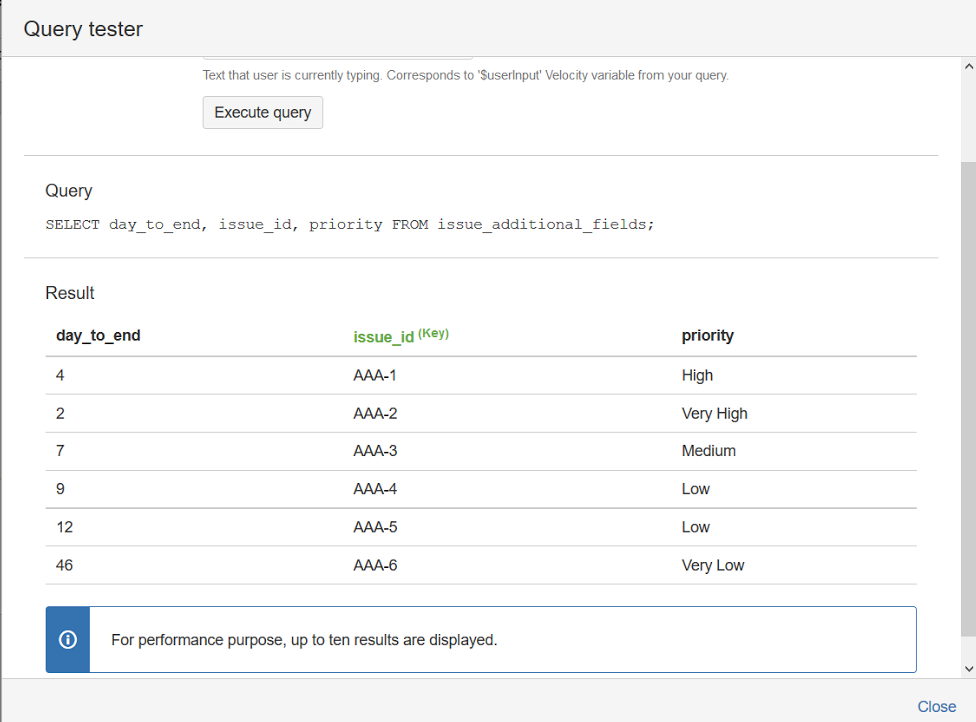 Query tester
Text that user is currently typing. Corresponds to '$userInput' Velocity variable from your query.
Execute query
Query
SELECT day_to_end, issue_id, priority FROM issue_additional_fields;
Result
day_to_end issue_id (Key) priority
4 AAA-1 High
2 AAA-2 Very High
7 AAA-3 Medium
9 AAA-4 Low
12 AAA-5 Low
46 AAA-6 Very Low
For performance purpose, up to ten results are displayed.
Close